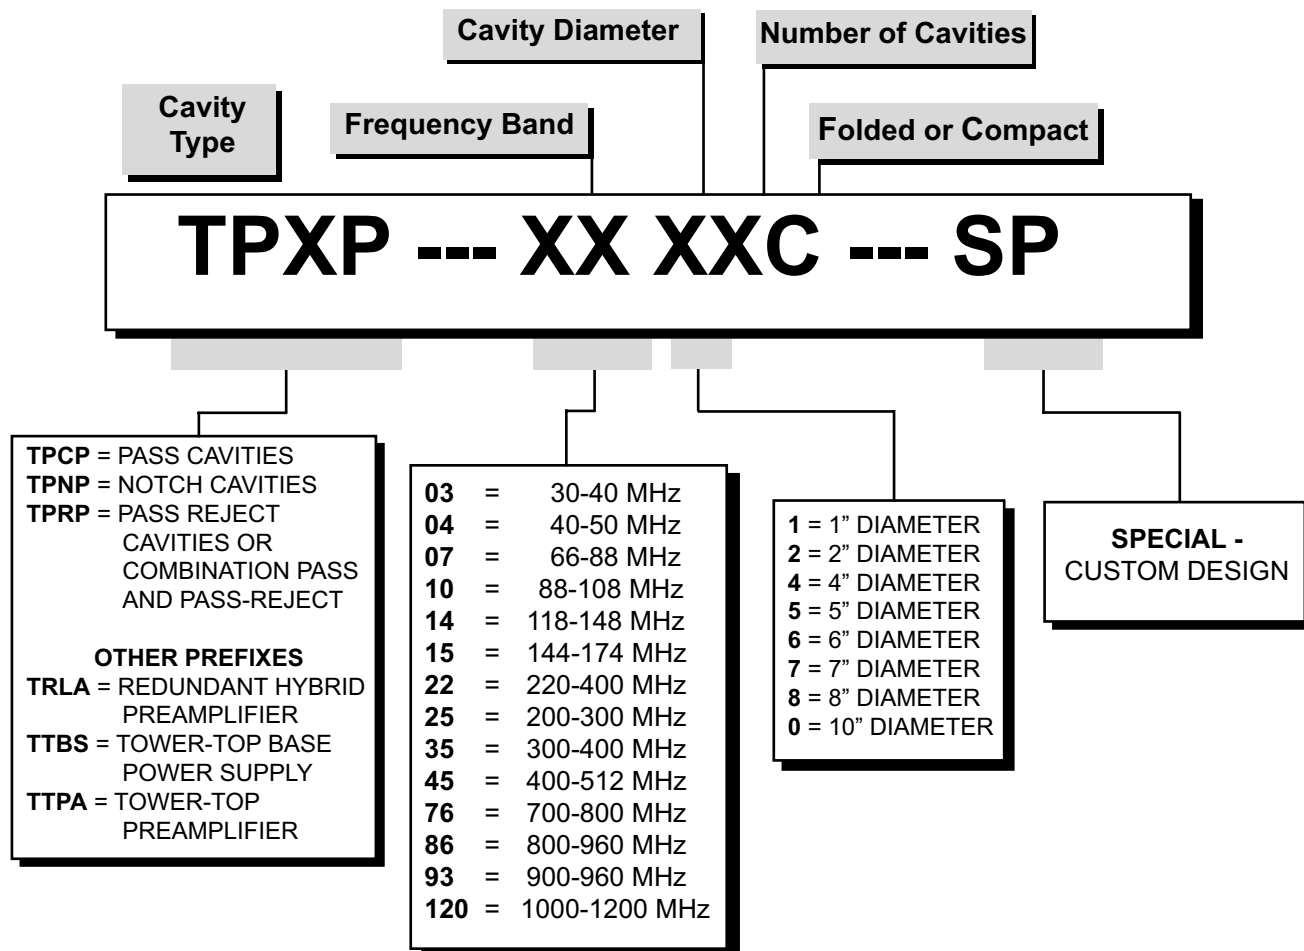 Cavity Diameter
Number of Cavities
Cavity
Type
Frequency Band
Folded or Compact
TPXP --- XX XXC --- SP
TPCP = PASS CAVITIES
TPNP = NOTCH CAVITIES
TPRP = PASS REJECT
CAVITIES OR
COMBINATION PASS
AND PASS-REJECT
OTHER PREFIXES
TRLA = REDUNDANT HYBRID
PREAMPLIFIER
TTBS = TOWER-TOP BASE
POWER SUPPLY
TTPA = TOWER-TOP
PREAMPLIFIER
03 = 30-40 MHz
04 = 40-50 MHz
07 = 66-88 MHz
10 = 88-108 MHz
14 = 118-148 MHz
15 = 144-174 MHz
22 = 220-400 MHz
25 = 200-300 MHz
35 = 300-400 MHz
45 = 400-512 MHz
76 = 700-800 MHz
86 = 800-960 MHz
93 = 900-960 MHz
120 = 1000-1200 MHz
1 = 1” DIAMETER
2 = 2” DIAMETER
4 = 4” DIAMETER
5 = 5” DIAMETER
6 = 6” DIAMETER
7 = 7” DIAMETER
8 = 8” DIAMETER
0 = 10” DIAMETER
SPECIAL -
CUSTOM DESIGN